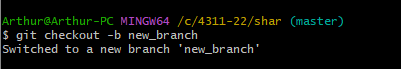 Arthur@Arthur-PC MINGW64 /c/4311-22/shar (master)
$ git checkout -b new_branch
Switched to a new branch 'new_branch'